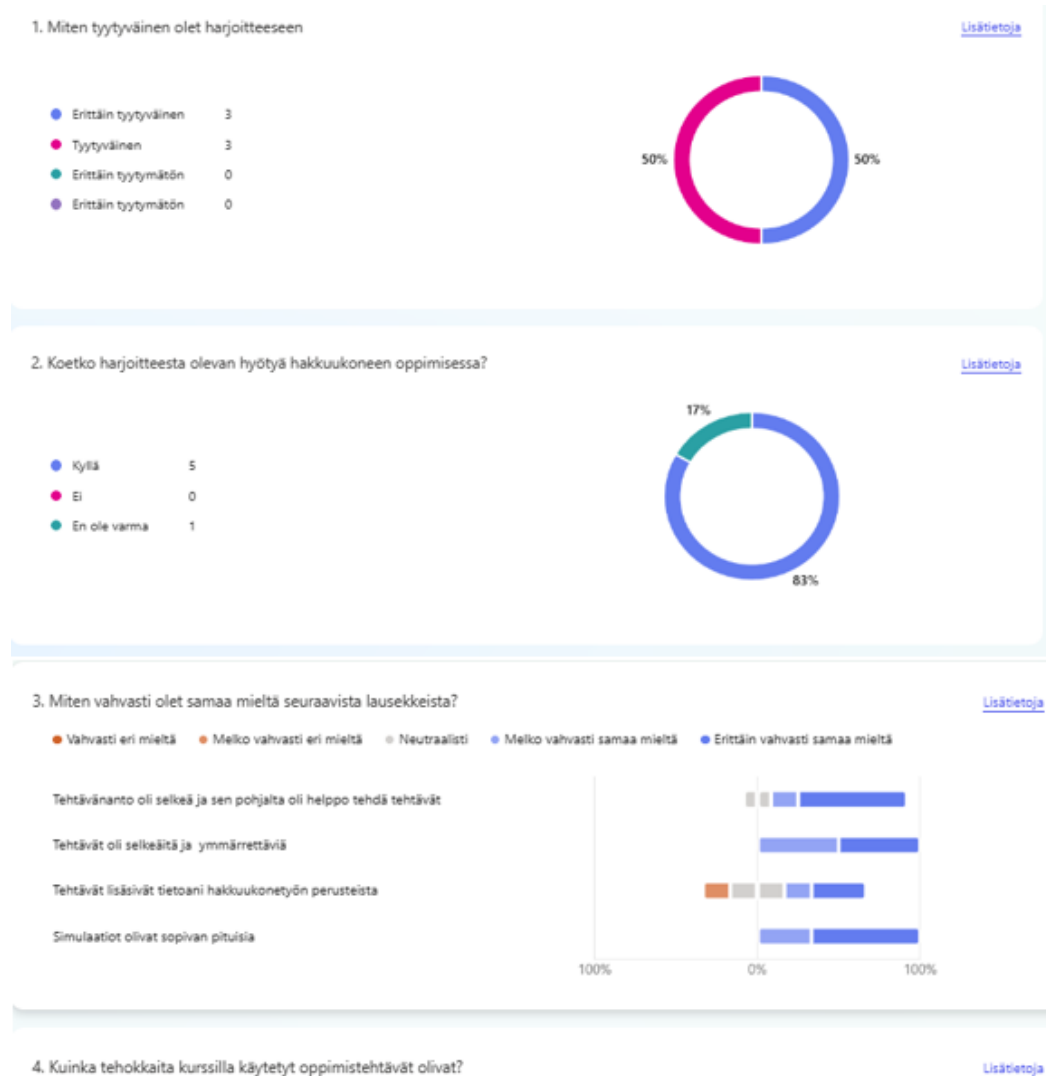 1. Miten tyytyväinen olet harjoitteeseen
Lisätietoja
Erittäin tyytyväinen 3
Tyytyväinen 3
Erittäin tyytymätön 0
Erittäin tyytymätön 0
50%
50%
2. Koetko harjoitteesta olevan hyötyä hakkuukoneen oppimisessa?
Lisätietoja
17%
Kyllä 5
Ei 0
En ole varma 1
83%
3. Miten vahvasti olet samaa mieltä seuraavista lausekkeista?
Lisätietoja
Vahvasti eri mieltä Melko vahvasti eri mieltä Neutraalisti Melko vahvasti samaa mieltä Erittäin vahvasti samaa mieltä
Tehtävänanto oli selkeä ja sen pohjalta oli helppo tehdä tehtävät
Tehtävät oli selkeäitä ja ymmärrettäviä
Tehtävät lisäsivät tietoani hakkuukonetyön perusteista
Simulaatiot olivat sopivan pituisia
100% 0% 100%
4. Kuinka tehokkaita kurssilla käytetyt oppimistehtävät olivat?
Lisätietoja